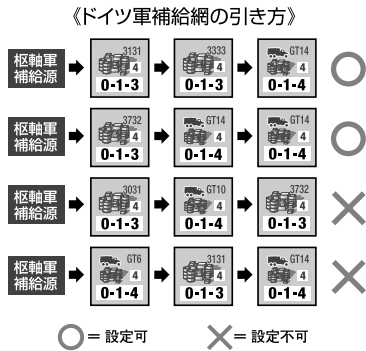 《ドイツ軍補給網の引き方》
枢軸軍
補給源
3131
4
0-1-3
3333
4
0-1-3
GT14
4
0-1-4
枢軸軍
補給源
3732
4
0-1-3
GT14
4
0-1-4
GT14
4
0-1-4
枢軸軍
補給源
3031
4
0-1-3
GT10
4
0-1-4
3732
4
0-1-3
枢軸軍
補給源
GT6
4
0-1-4
3131
4
0-1-3
GT14
4
0-1-4
＝設定可
＝設定不可